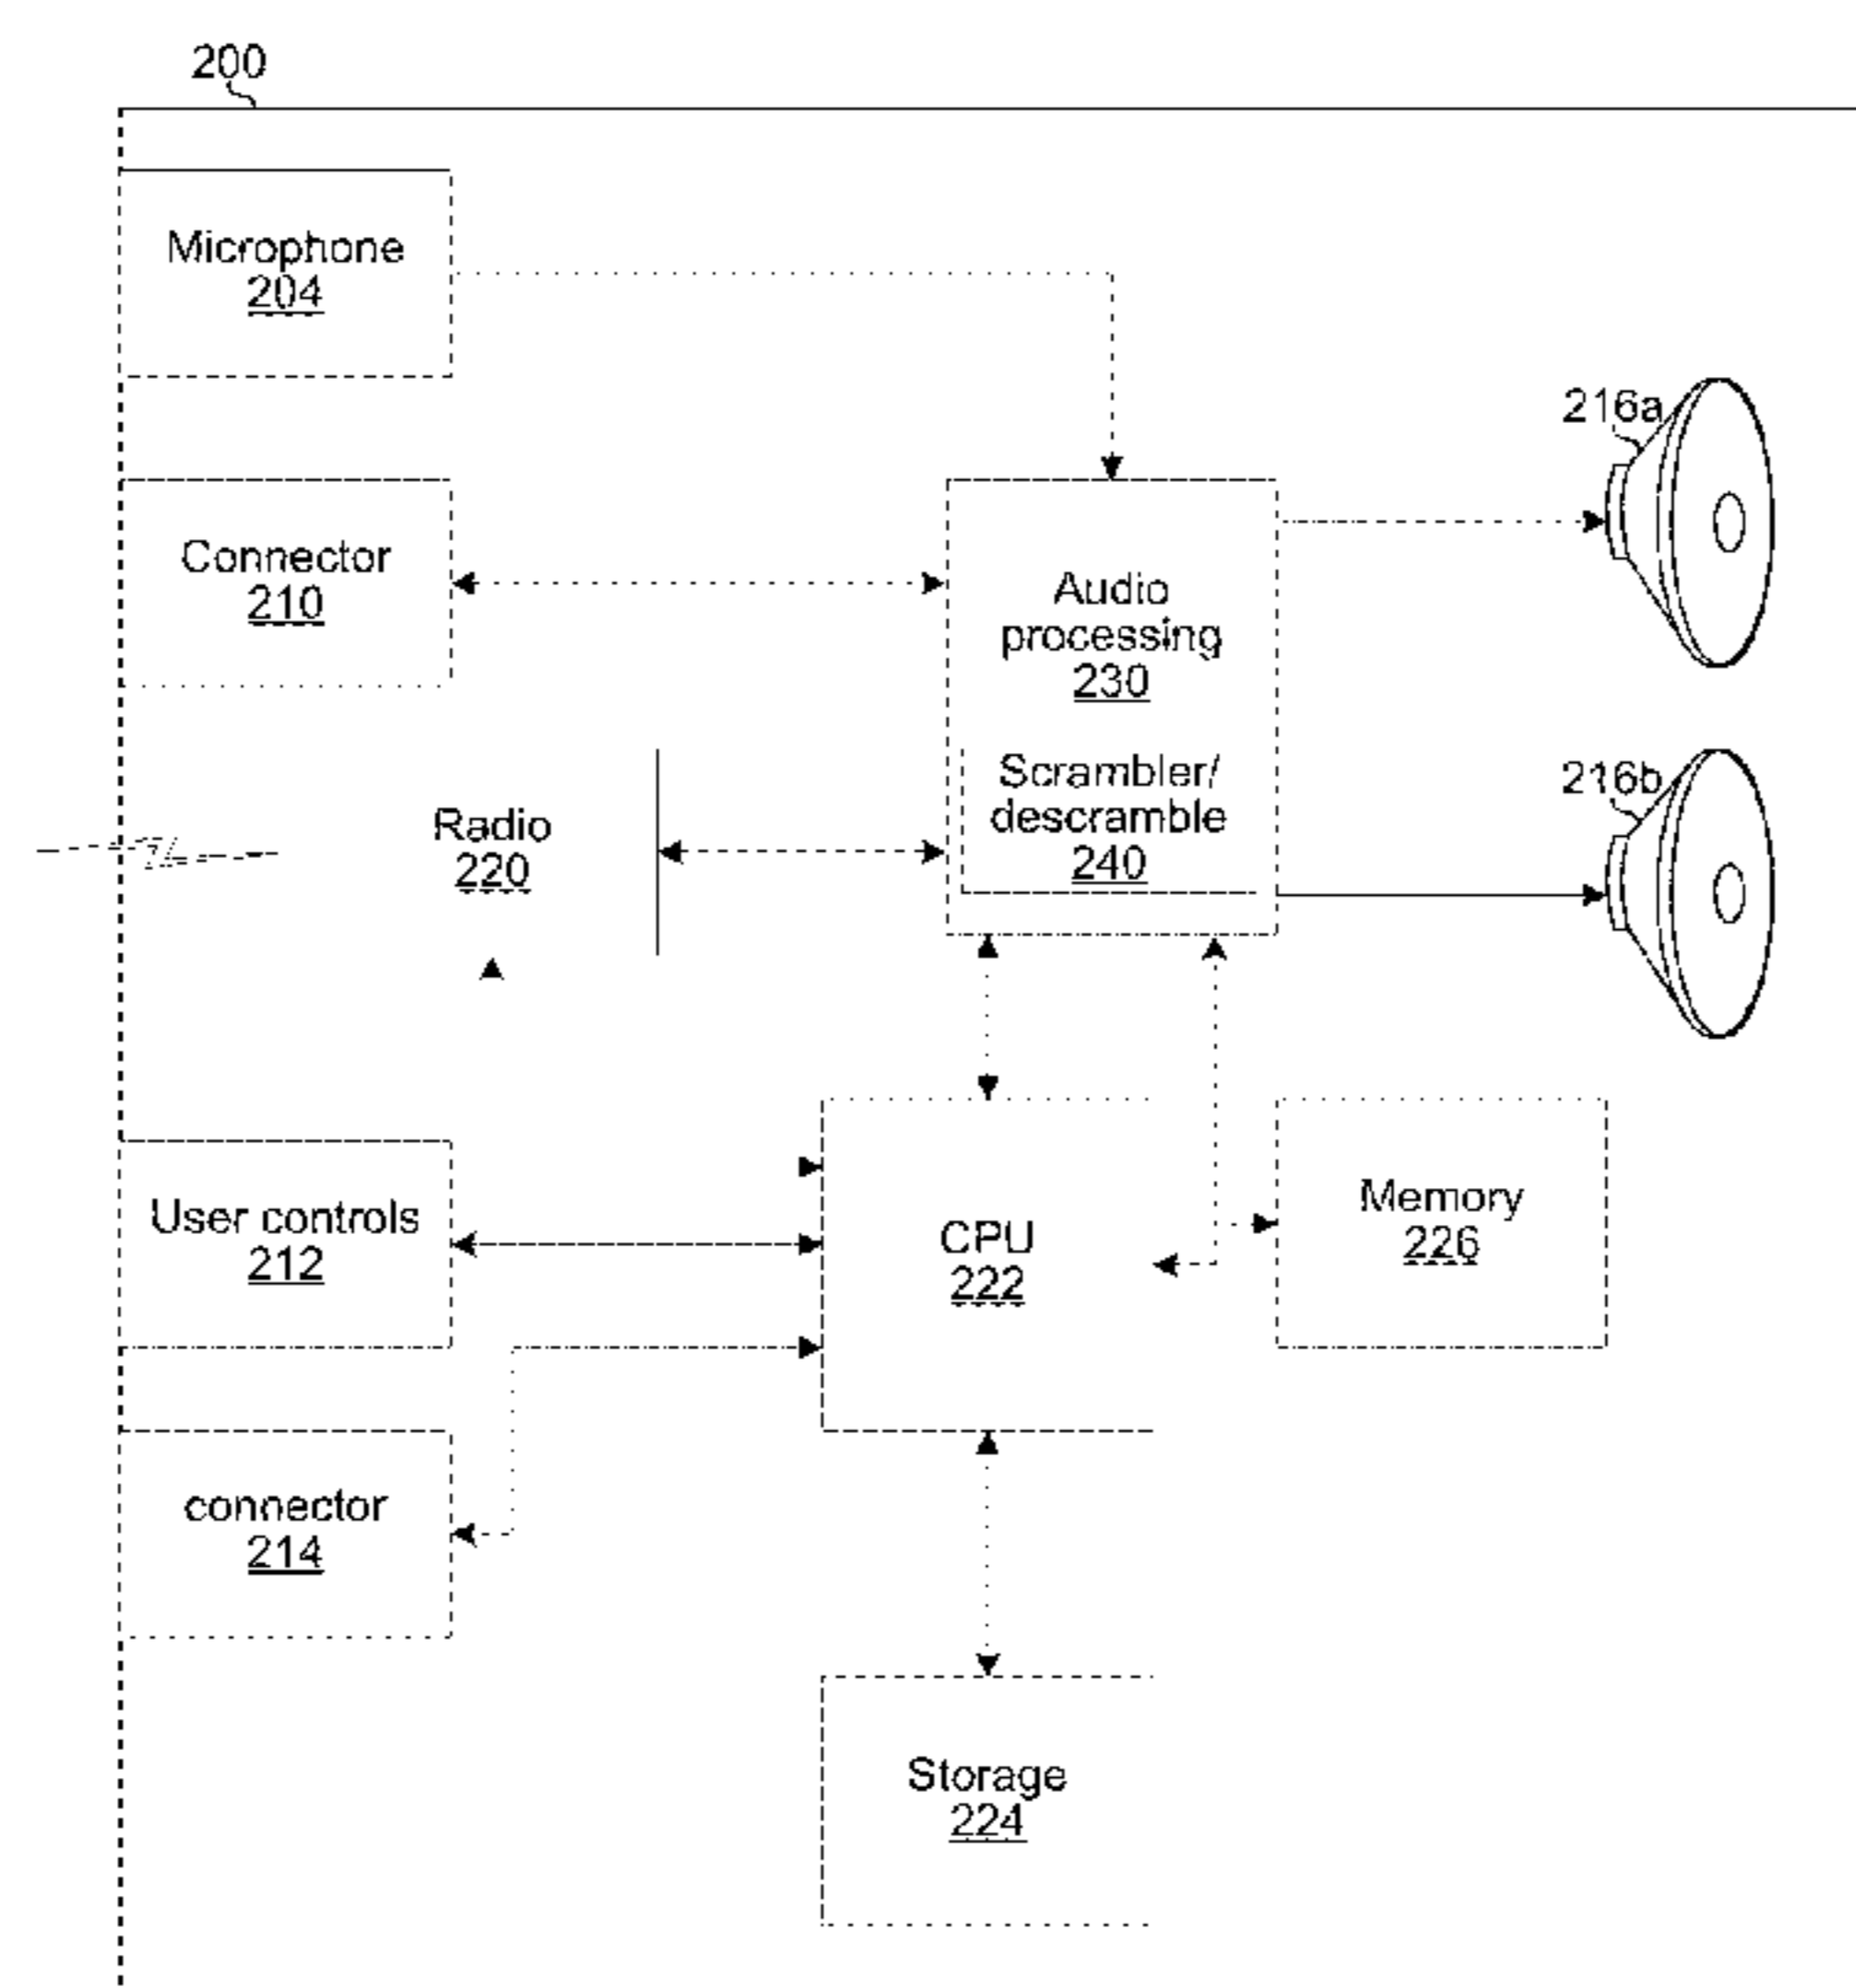 200
Microphone
204
216a
Connector
210
Audio
processing
230
Scrambler/
descramble
240
216b
Radio
220
User controls
212
CPU
222
Memory
226
connector
214
Storage
224